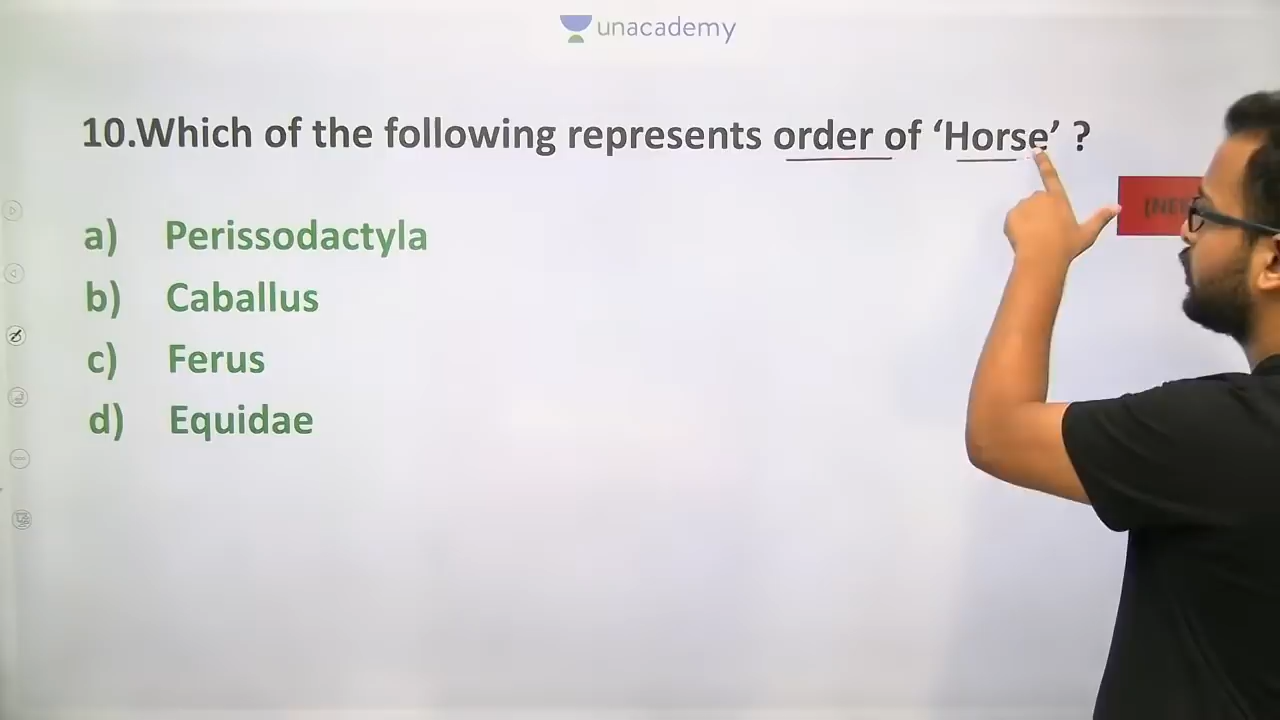 unacademy
10.Which of the following represents order of ‘Horse’ ?
a) Perissodactyla
b) Caballus
c) Ferus
d) Equidae